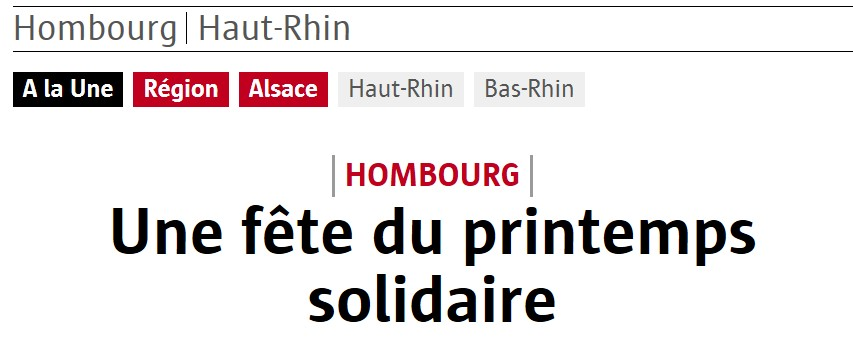 Hombourg | Haut-Rhin
A la Une Région Alsace Haut-Rhin Bas-Rhin
| HOMBOURG |
Une fête du printemps
solidaire